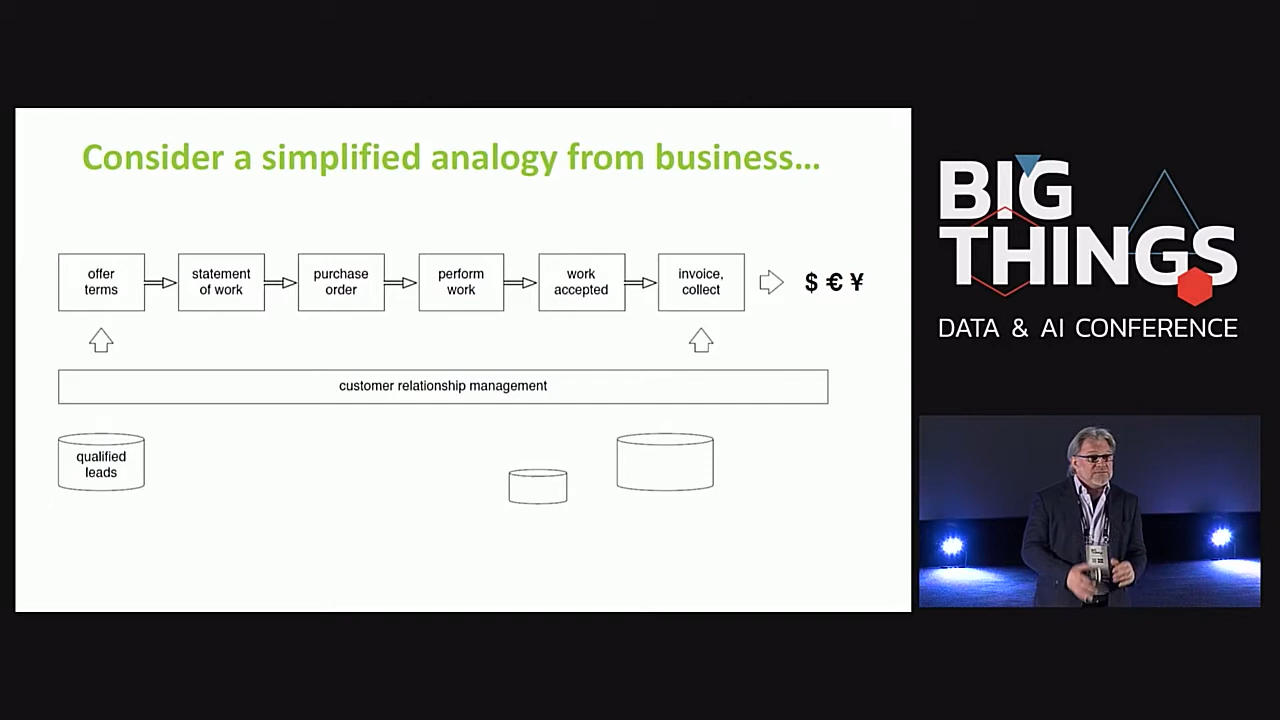 Consider a simplified analogy from business...
offer
terms
statement
of work
purchase
order
perform
work
work
accepted
invoice,
collect
$ € ¥
customer relationship management
qualified
leads
BIG
THINGS
DATA & AI CONFERENCE